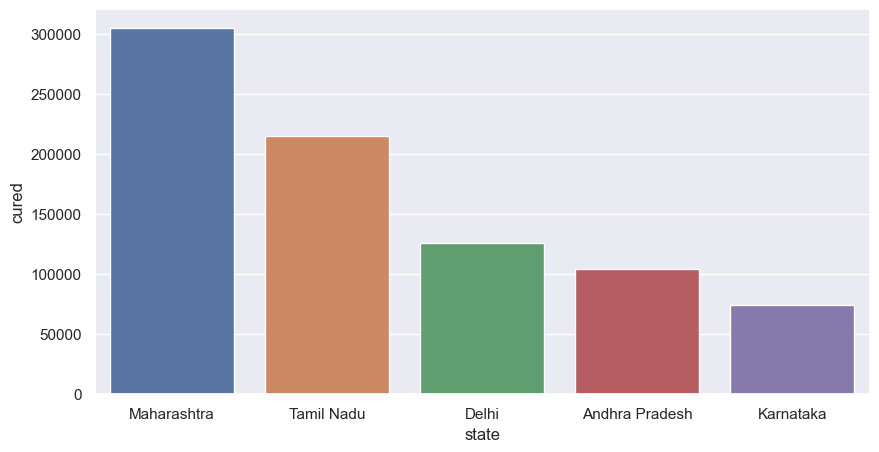 300000
250000
200000
150000
100000
50000
0
cured
Maharashtra Tamil Nadu Delhi Andhra Pradesh Karnataka
state